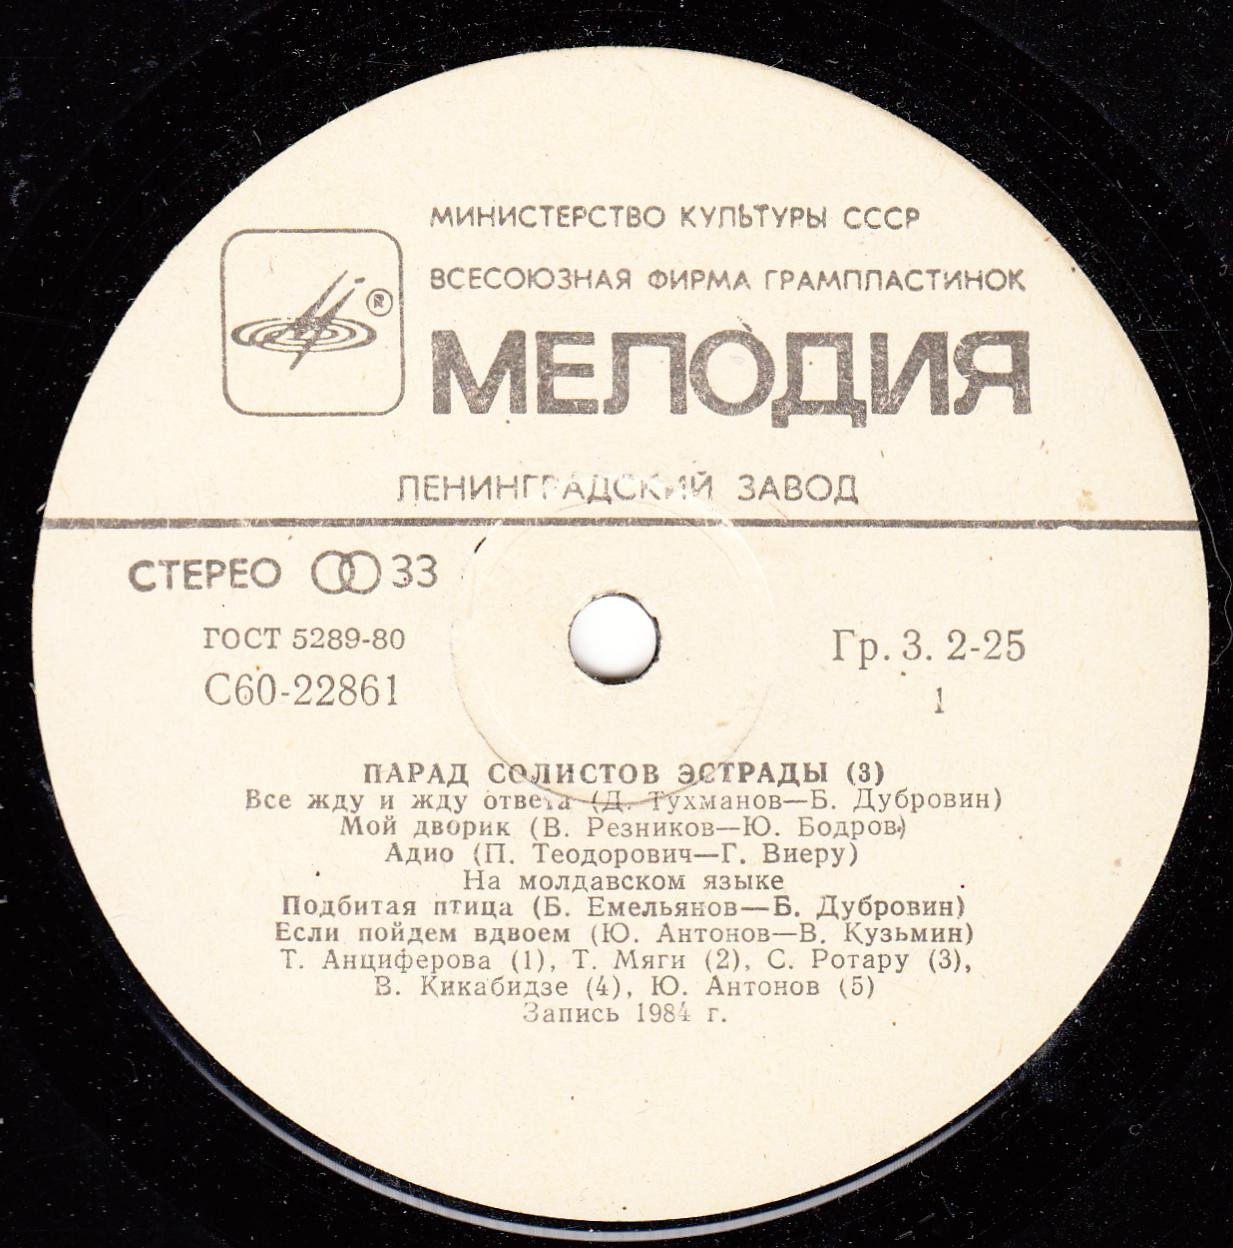 МИНИСТЕРСТВО КУЛЬТУРЫ СССР
ВСЕСОЮЗНАЯ ФИРМА ГРАМПЛАСТИНОК
®
МЕЛОДИЯ
ЛЕНИНГРАДСКИЙ ЗАВОД
СТЕРЕО 33
ГОСТ 5289-80
Гр. 3. 2-25
С60-22861
1
ПАРАД СОЛИСТОВ ЭСТРАДЫ (3)
Все жду и жду ответа (Д. Тухманов—Б. Дубровин)
Мой дворик (В. Резников—Ю. Бодров)
Адио (П. Теодорович—Г. Виеру)
На молдавском языке
Подбитая птица (Б. Емельянов—Б. Дубровин)
Если пойдем вдвоем (Ю. Антонов—В. Кузьмин)
Т. Анциферова (1), Т. Мяги (2), С. Ротару (3),
В. Кикабидзе (4), Ю. Антонов (5)
Запись 1984 г.